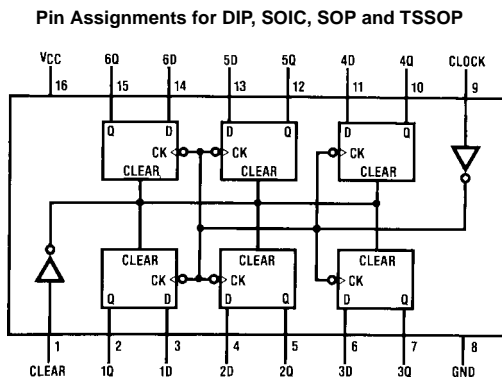 Pin Assignments for DIP, SOIC, SOP and TSSOP
VCC 6Q 6D 5D 5Q 4D 4Q CLOCK
16 15 14 13 12 11 10 9
Q D D Q D Q
CK CK CK
CLEAR CLEAR CLEAR
CLEAR CLEAR CLEAR
CK CK CK
Q D D Q D Q
1 2 3 4 5 6 7 8
CLEAR 1Q 1D 2D 2Q 3D 3Q GND